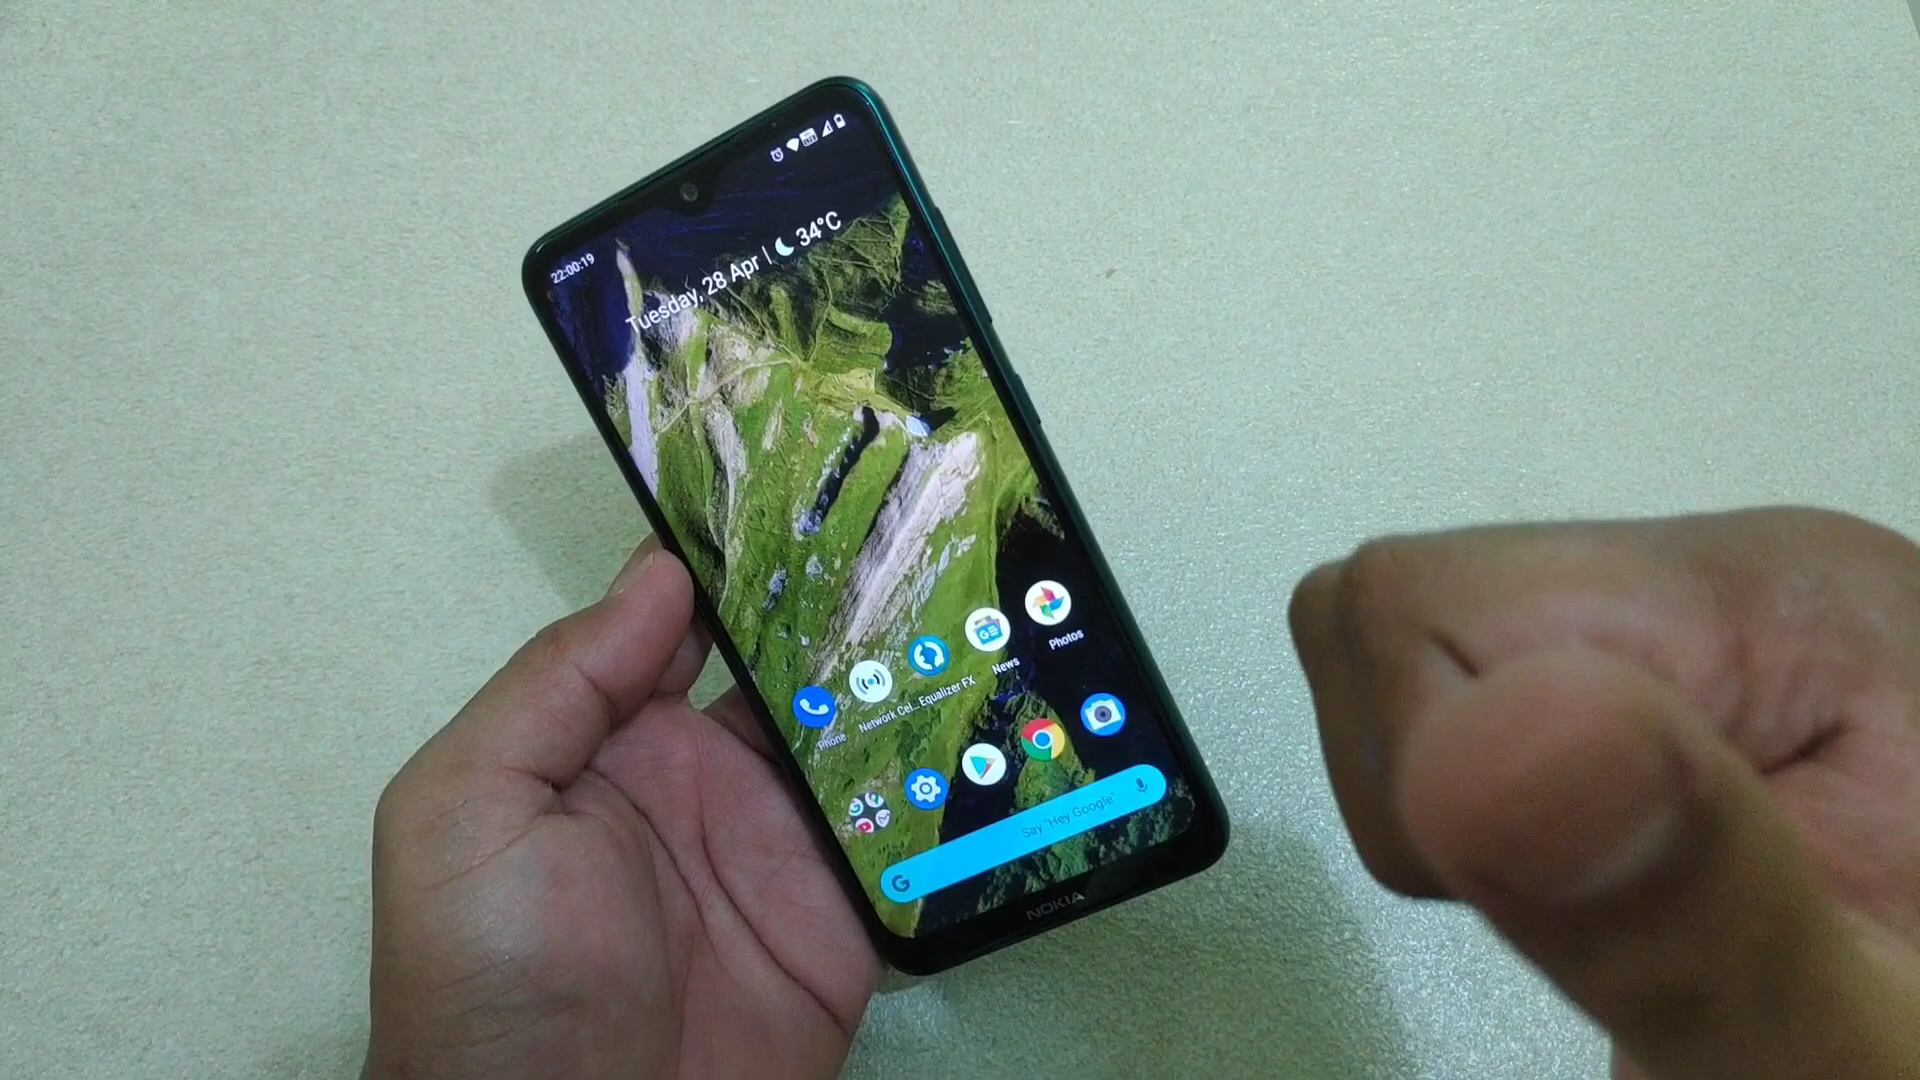 22:00:19
Tuesday, 28 Apr | 34°C
Phone
Network Cel...
Equalizer FX
News
Photos
G Say "Hey Google"
NOKIA